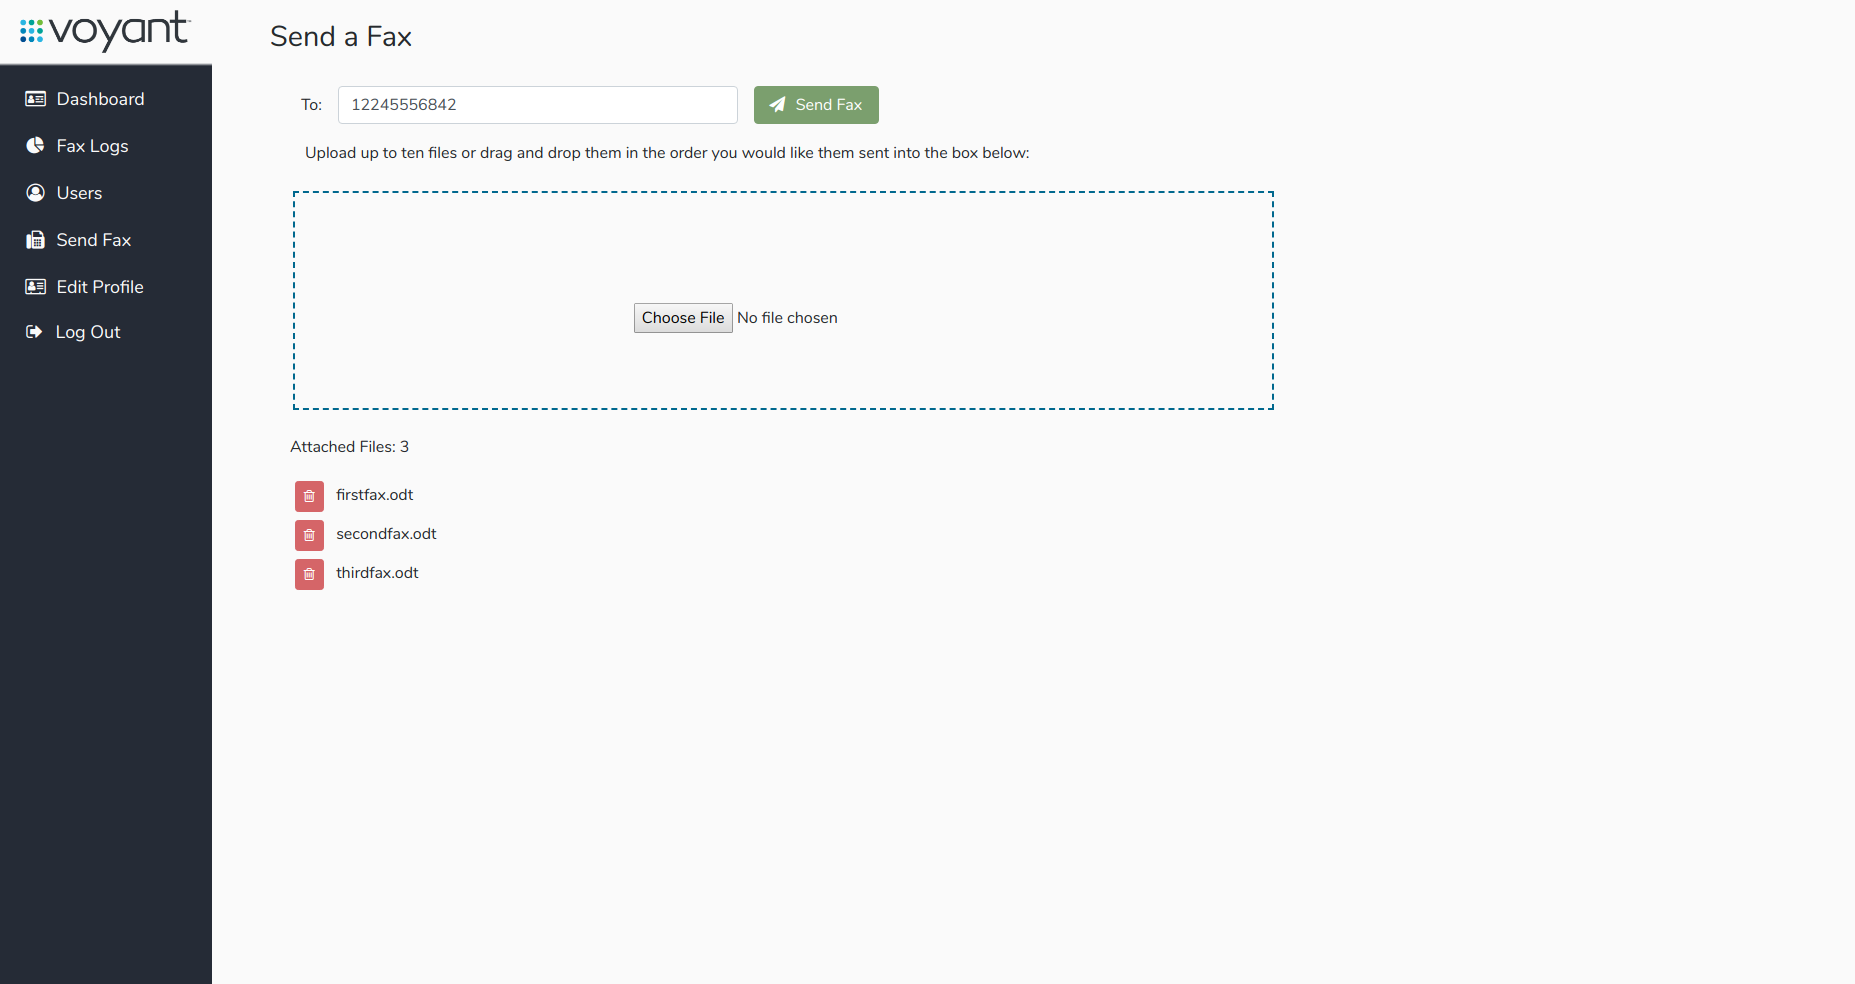 voyant
Dashboard
Fax Logs
Users
Send Fax
Edit Profile
Log Out
Send a Fax
To: 12245556842 Send Fax
Upload up to ten files or drag and drop them in the order you would like them sent into the box below:
Choose File No file chosen
Attached Files: 3
firstfax.odt
secondfax.odt
thirdfax.odt